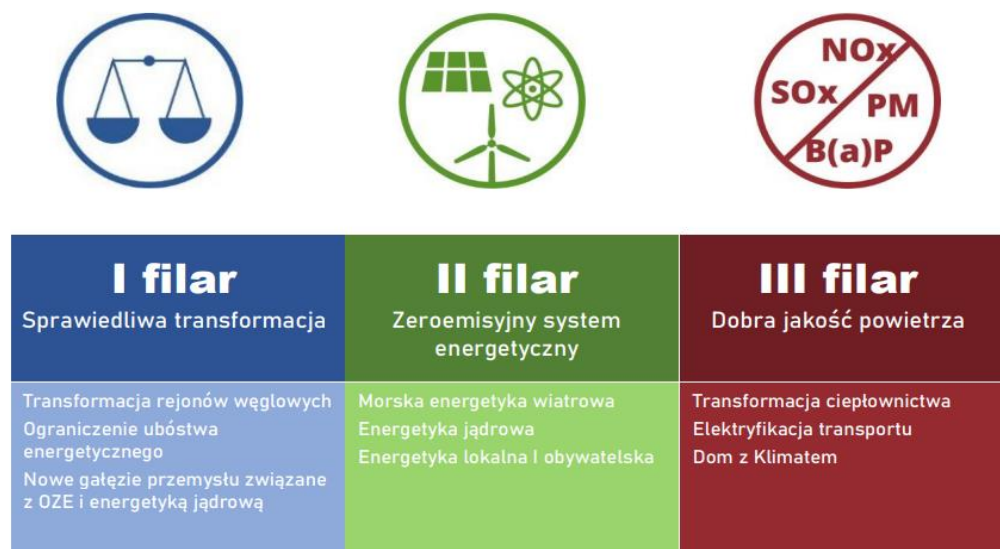 NOx
SOx
PM
B(a)P
I filar
Sprawiedliwa transformacja
Transformacja rejonów węglowych
Ograniczenie ubóstwa
energetycznego
Nowe gałęzie przemysłu związane
z OZE i energetyką jądrową
II filar
Zeroemisyjny system
energetyczny
Morska energetyka wiatrowa
Energetyka jądrowa
Energetyka lokalna I obywatelska
III filar
Dobra jakość powietrza
Transformacja ciepłownictwa
Elektryfikacja transportu
Dom z Klimatem